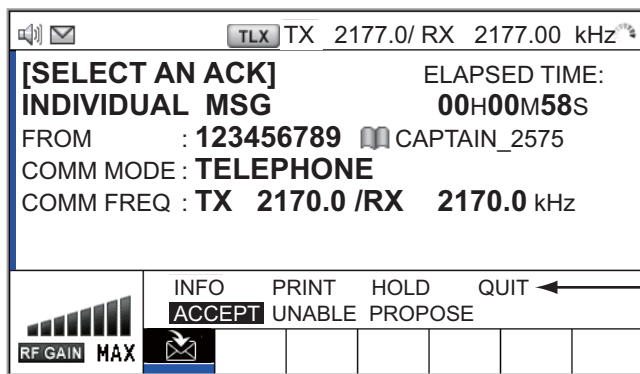 TLX TX 2177.0/ RX 2177.00 kHz
[SELECT AN ACK] ELAPSED TIME:
INDIVIDUAL MSG 00H00M58S
FROM : 123456789 CAPTAIN_2575
COMM MODE : TELEPHONE
COMM FREQ : TX 2170.0 /RX 2170.0 kHz
INFO PRINT HOLD QUIT
ACCEPT UNABLE PROPOSE
RF GAIN MAX